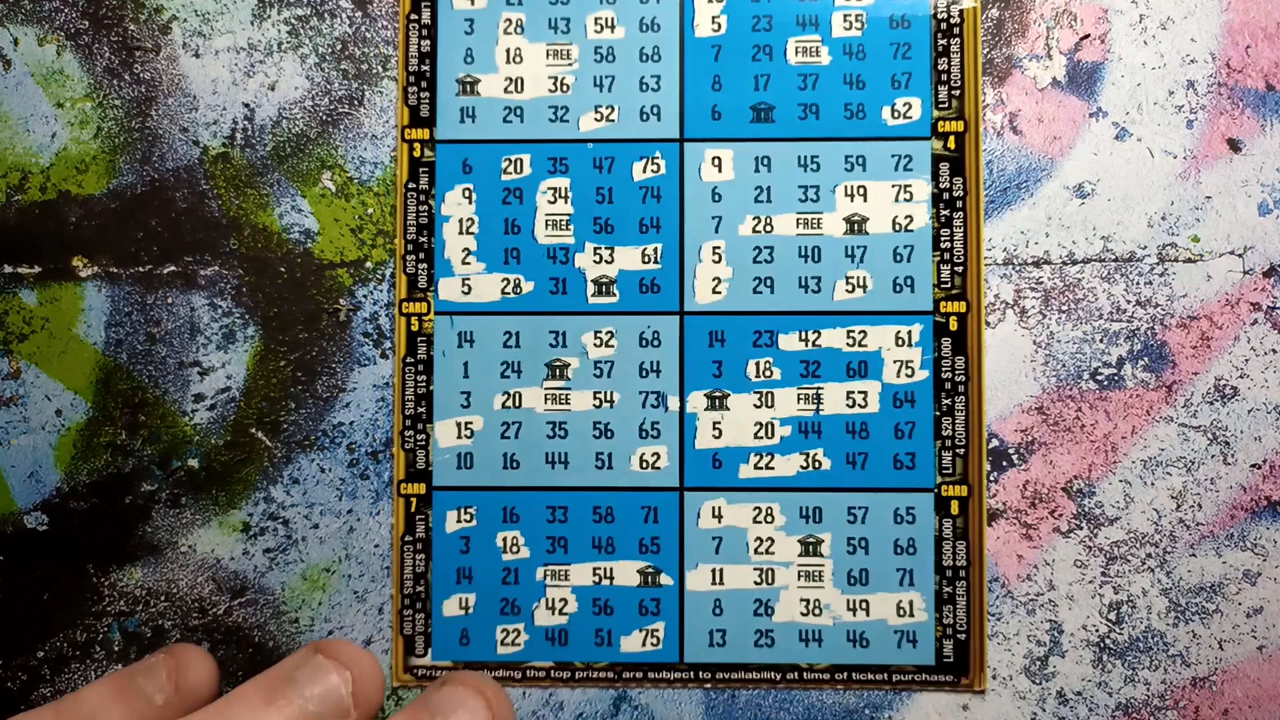 3 28 43 54 66
8 18 FREE 58 68
20 36 47 63
14 29 32 52 69
5 23 44 55 66
7 29 FREE 48 72
8 17 37 46 67
6 39 58 62
LINE = $5 "X" = $100
4 CORNERS = $30
LINE = $5 "X" = $10
4 CORNERS = $40
CARD 3
6 20 35 47 75
9 29 34 51 74
12 16 FREE 56 64
2 19 43 53 61
5 28 31 66
LINE = $10 "X" = $200
4 CORNERS = $50
CARD 4
9 19 45 59 72
6 21 33 49 75
7 28 FREE 62
5 23 40 47 67
2 29 43 54 69
LINE = $10 "X" = $500
4 CORNERS = $50
CARD 5
14 21 31 52 68
1 24 57 64
3 20 FREE 54 73
15 27 35 56 65
10 16 44 51 62
LINE = $15 "X" = $1,000
4 CORNERS = $75
CARD 6
14 23 42 52 61
3 18 32 60 75
30 FREE 53 64
5 20 44 48 67
6 22 36 47 63
LINE = $20 "X" = $10,000
4 CORNERS = $100
CARD 7
15 16 33 58 71
3 18 39 48 65
14 21 FREE 54
4 26 42 56 63
8 22 40 51 75
LINE = $25 "X" = $50,000
4 CORNERS = $100
CARD 8
4 28 40 57 65
7 22 59 68
11 30 FREE 60 71
8 26 38 49 61
13 25 44 46 74
LINE = $25 "X" = $500,000
4 CORNERS = $500
including the top prizes, are subject to availability at time of ticket purchase.